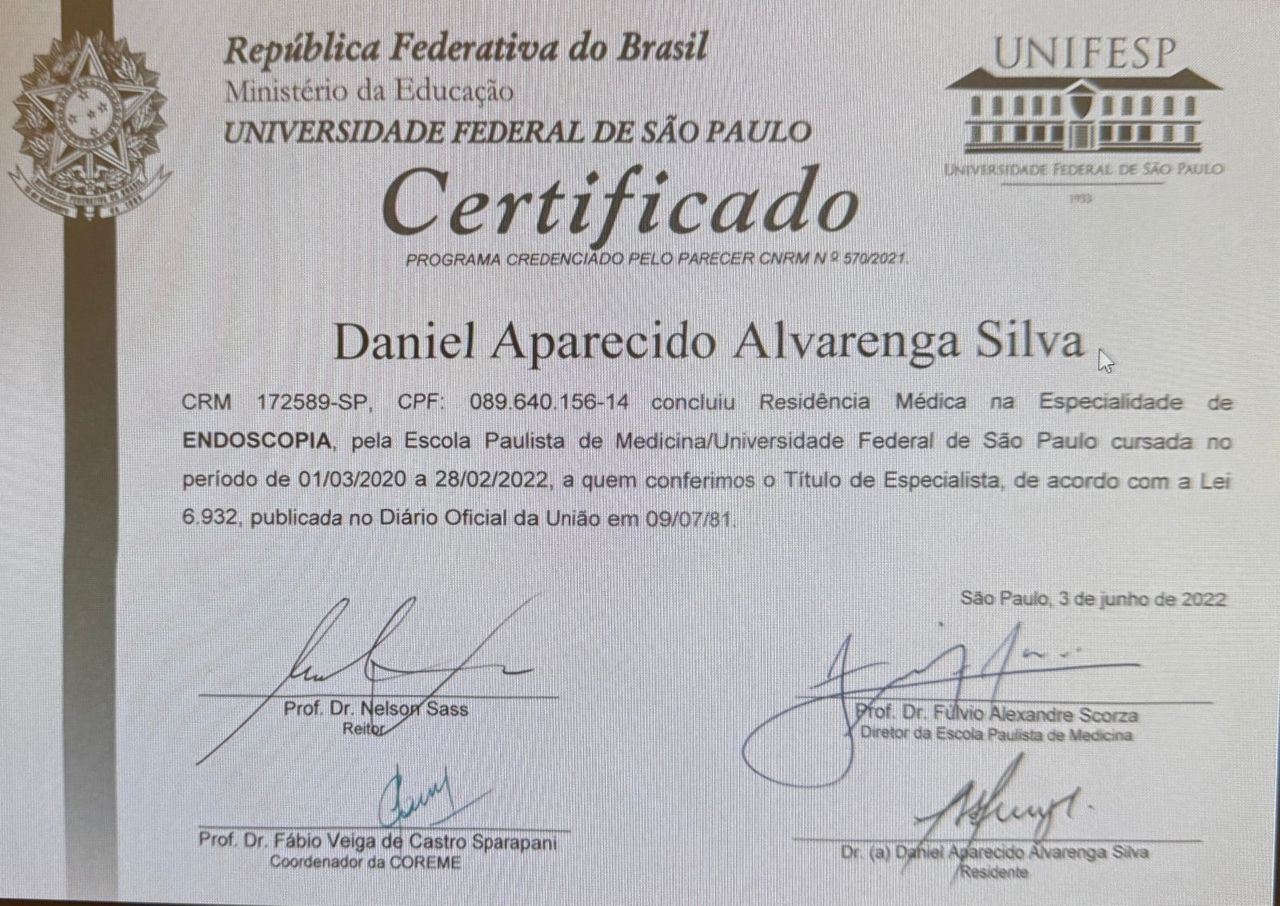 República Federativa do Brasil
Ministério da Educação
UNIVERSIDADE FEDERAL DE SÃO PAULO
UNIFESP
UNIVERSIDADE FEDERAL DE SÃO PAULO
1933
Certificado
PROGRAMA CREDENCIADO PELO PARECER CNRM N º 570/2021.
Daniel Aparecido Alvarenga Silva
CRM 172589-SP, CPF: 089.640.156-14 concluiu Residência Médica na Especialidade de
ENDOSCOPIA, pela Escola Paulista de Medicina/Universidade Federal de São Paulo cursada no
período de 01/03/2020 a 28/02/2022, a quem conferimos o Título de Especialista, de acordo com a Lei
6.932, publicada no Diário Oficial da União em 09/07/81.
São Paulo, 3 de junho de 2022
Prof. Dr. Nelson Sass
Reitor
Prof. Dr. Fúlvio Alexandre Scorza
Diretor da Escola Paulista de Medicina
Prof. Dr. Fábio Veiga de Castro Sparapani
Coordenador da COREME
Dr. (a) Daniel Aparecido Alvarenga Silva
Residente